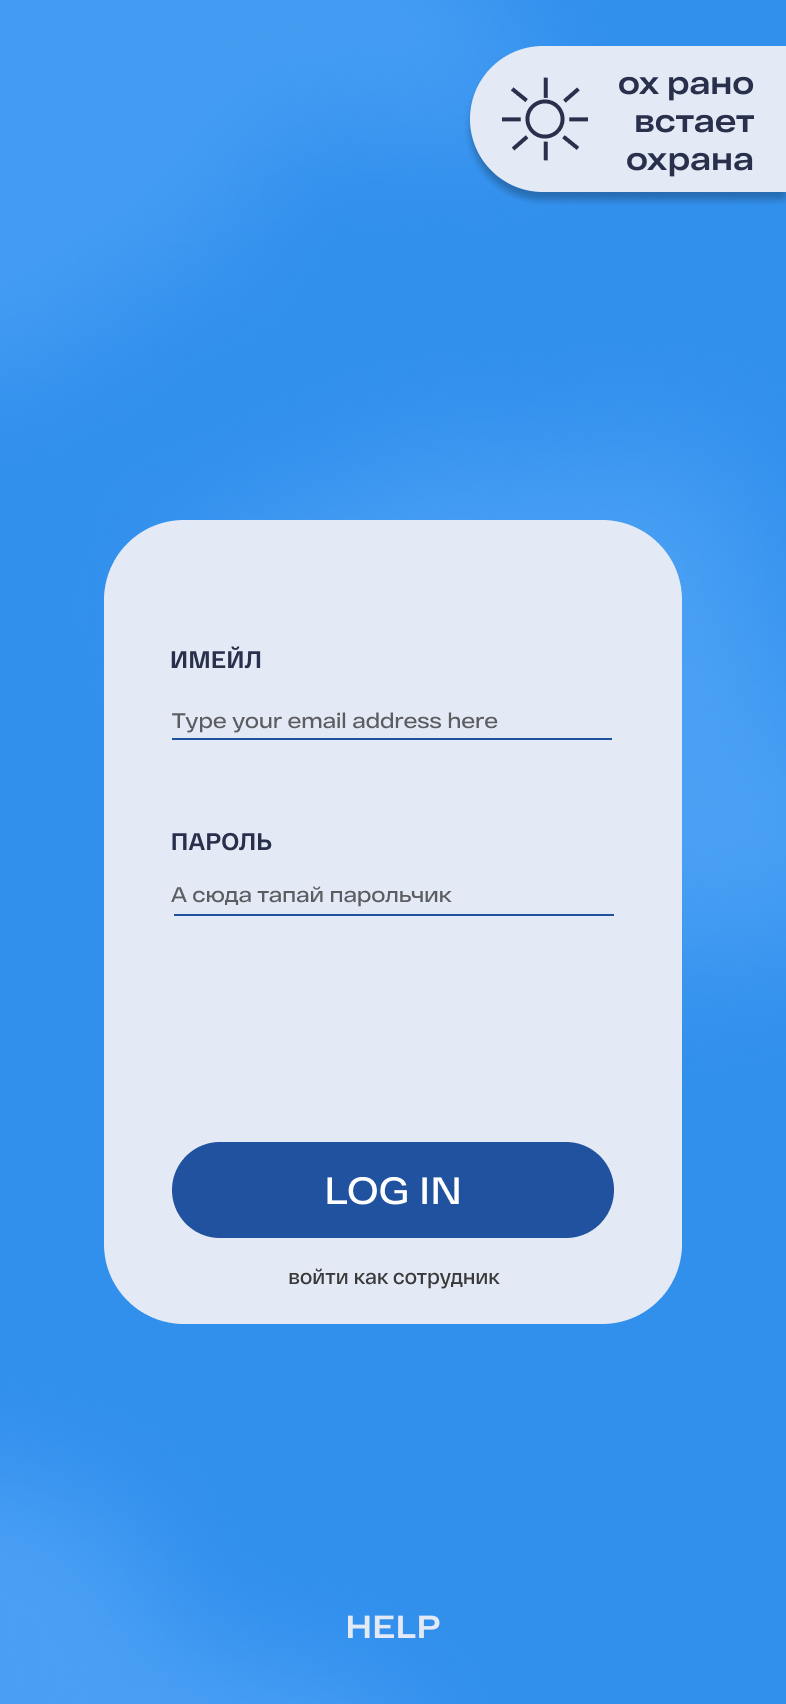 ох рано
встает
охрана
ИМЕЙЛ
Type your email address here
ПАРОЛЬ
А сюда тапай парольчик
LOG IN
войти как сотрудник
HELP